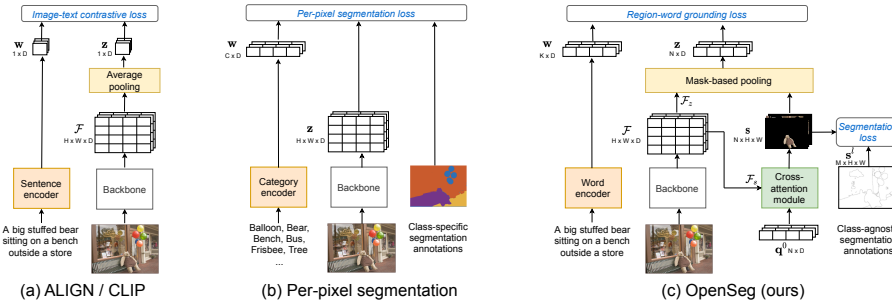 Image-text contrastive loss
w
1 x D
z
1 x D
Average
pooling
F
H x W x D
Sentence
encoder
Backbone
A big stuffed bear
sitting on a bench
outside a store
(a) ALIGN / CLIP
Per-pixel segmentation loss
w
C x D
z
H x W x D
Category
encoder
Backbone
Balloon, Bear,
Bench, Bus,
Frisbee, Tree
...
Class-specific
segmentation
annotations
(b) Per-pixel segmentation
Region-word grounding loss
w
K x D
z
N x D
Mask-based pooling
F_z
F
H x W x D
s
N x H x W
Segmentation
loss
s^l
M x H x W
F_s
Word
encoder
Backbone
Cross-
attention
module
A big stuffed bear
sitting on a bench
outside a store
q^0 N x D
Class-agnost
segmentation
annotations
(c) OpenSeg (ours)